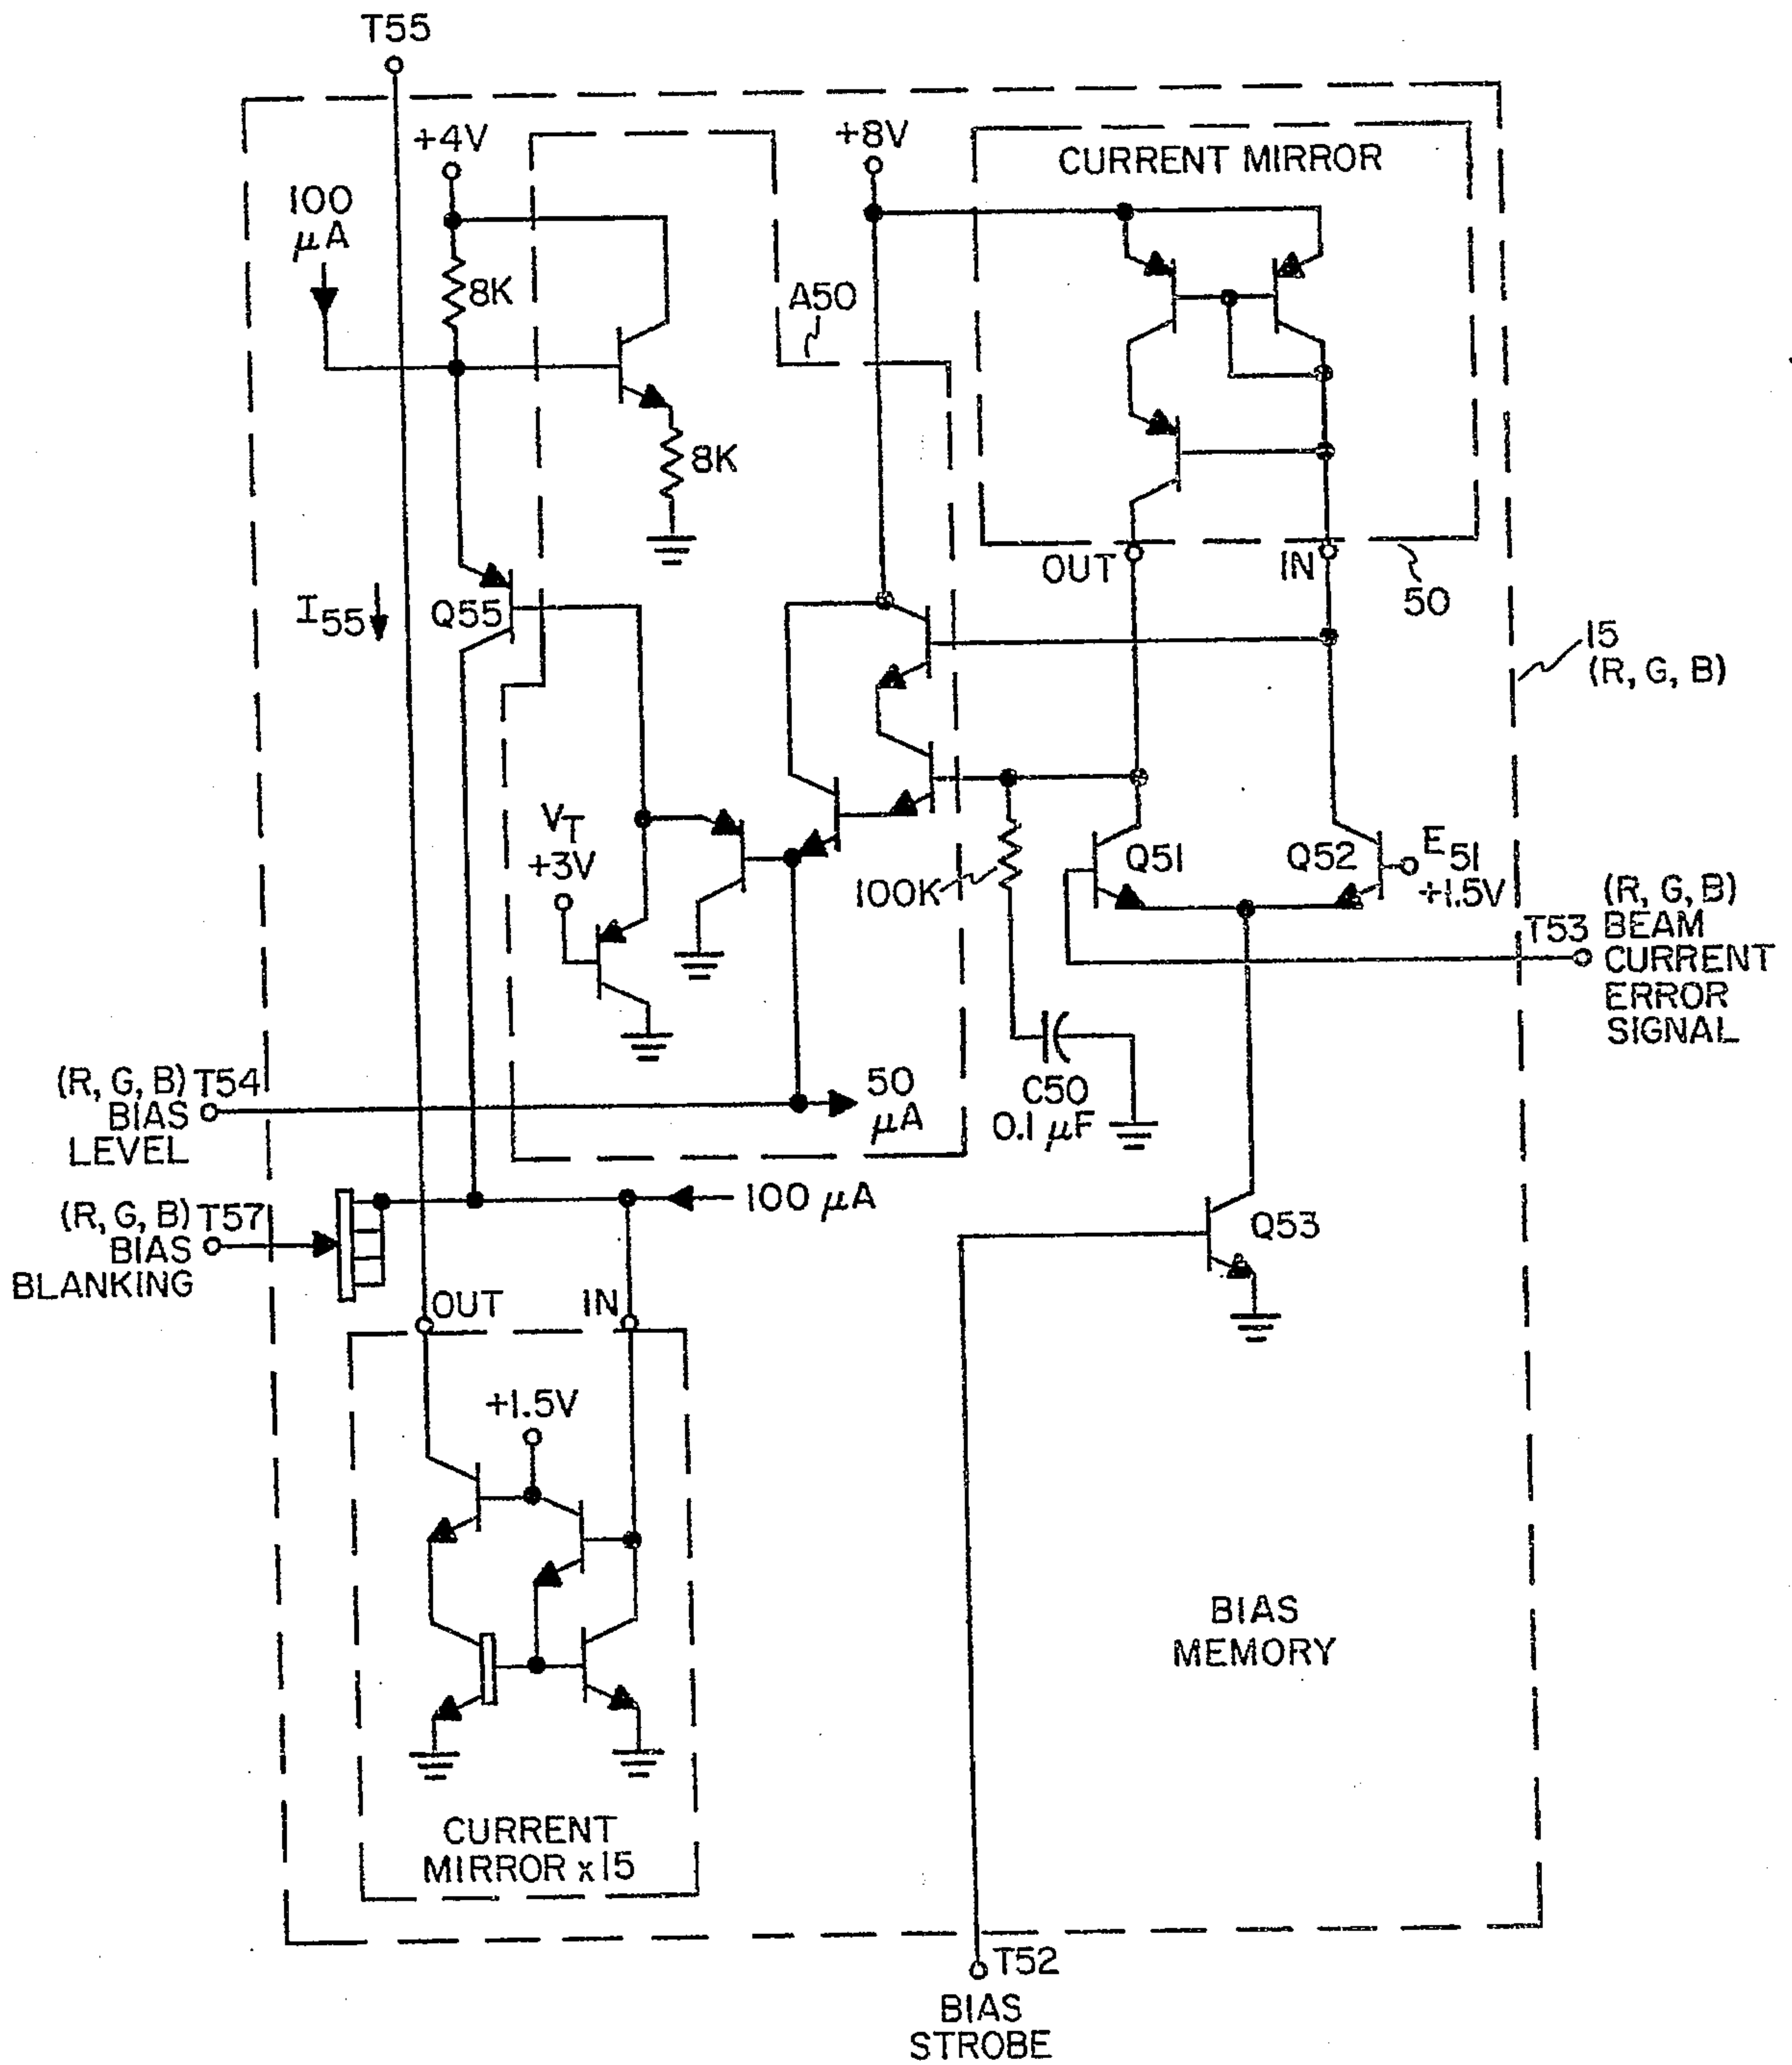 T55
+4V
+8V
CURRENT MIRROR
100
μA
8K
A50
8K
OUT
IN
50
I55
Q55
15
(R, G, B)
VT
+3V
Q51
Q52
E51
+1.5V
100K
(R, G, B)
T53 BEAM
CURRENT
ERROR
SIGNAL
(R, G, B) T54
BIAS
LEVEL
50
μA
C50
0.1 μF
(R, G, B) T57
BIAS
BLANKING
100 μA
Q53
OUT
IN
+1.5V
BIAS
MEMORY
CURRENT
MIRROR x15
T52
BIAS
STROBE